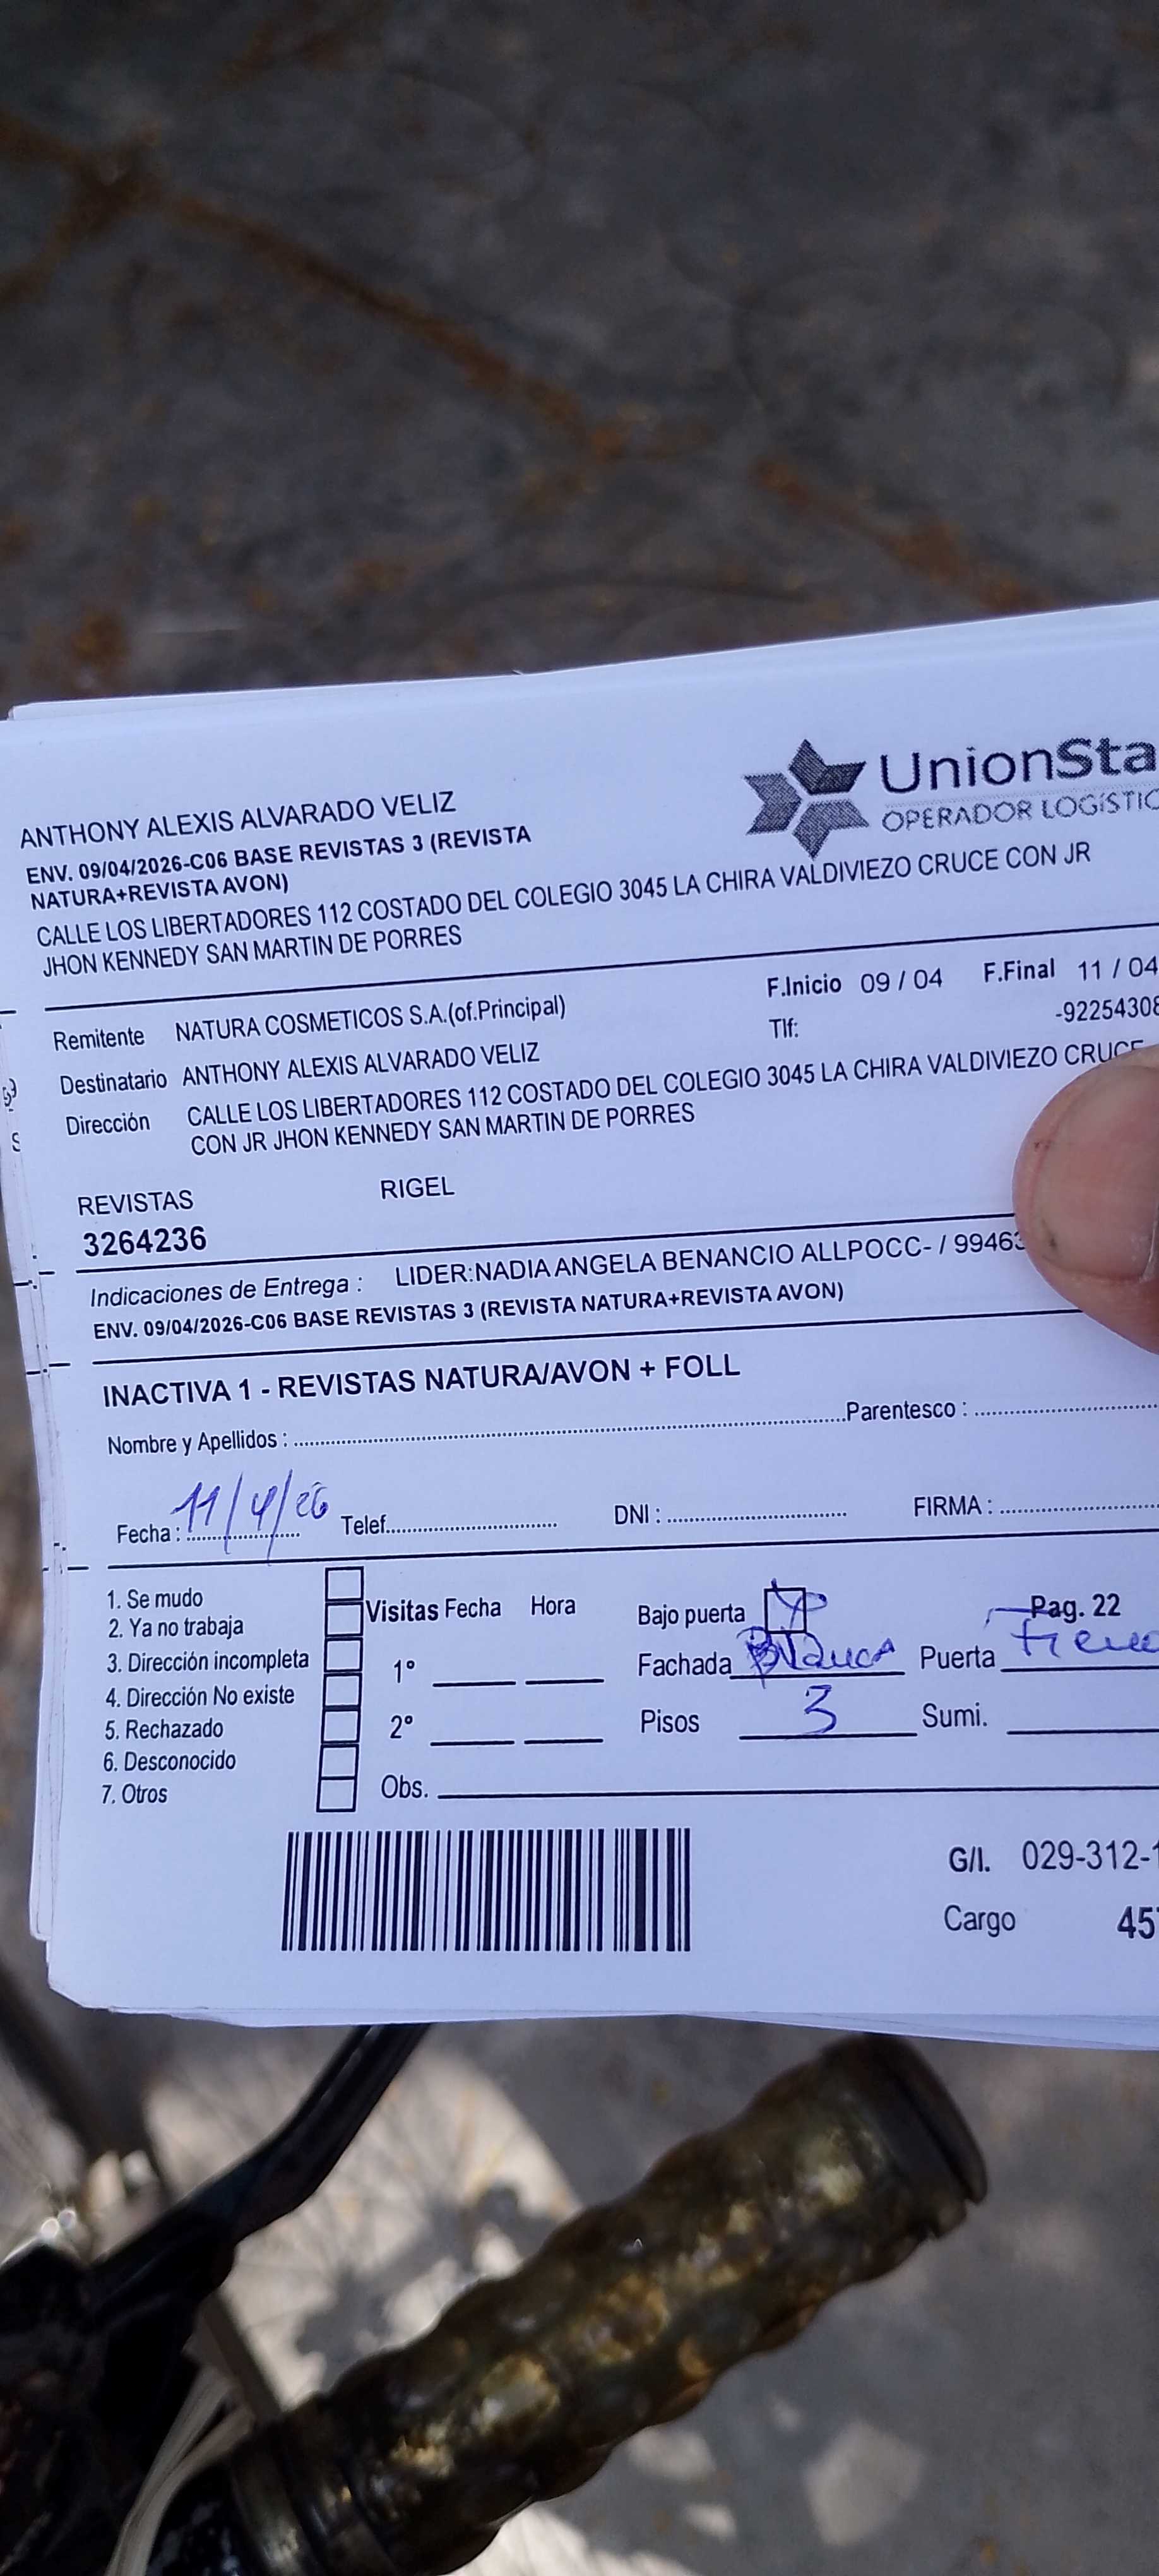 UnionSta
OPERADOR LOGÍSTIC
ANTHONY ALEXIS ALVARADO VELIZ
ENV. 09/04/2026-C06 BASE REVISTAS 3 (REVISTA
NATURA+REVISTA AVON)
CALLE LOS LIBERTADORES 112 COSTADO DEL COLEGIO 3045 LA CHIRA VALDIVIEZO CRUCE CON JR
JHON KENNEDY SAN MARTIN DE PORRES
F.Inicio 09 / 04 F.Final 11 / 04
Remitente NATURA COSMETICOS S.A.(of.Principal)
Tlf: -92254308
Destinatario ANTHONY ALEXIS ALVARADO VELIZ
Dirección CALLE LOS LIBERTADORES 112 COSTADO DEL COLEGIO 3045 LA CHIRA VALDIVIEZO CRUCE
CON JR JHON KENNEDY SAN MARTIN DE PORRES
REVISTAS RIGEL
3264236
Indicaciones de Entrega : LIDER:NADIA ANGELA BENANCIO ALLPOCC- / 99463
ENV. 09/04/2026-C06 BASE REVISTAS 3 (REVISTA NATURA+REVISTA AVON)
INACTIVA 1 - REVISTAS NATURA/AVON + FOLL
Nombre y Apellidos : Parentesco :
Fecha : 11/4/26 Telef. DNI : FIRMA :
1. Se mudo
2. Ya no trabaja
3. Dirección incompleta
4. Dirección No existe
5. Rechazado
6. Desconocido
7. Otros
Visitas Fecha Hora
1°
2°
Obs.
Bajo puerta Pag. 22
Fachada Blanca Puerta
Pisos 3 Sumi.
G/I. 029-312-1
Cargo 45